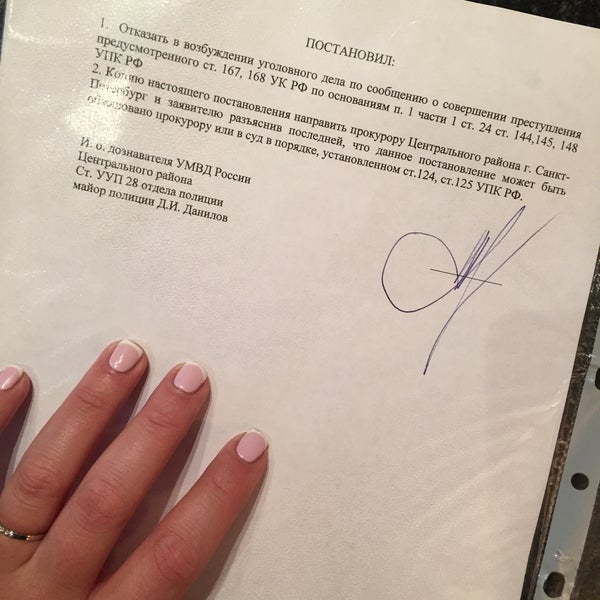 ПОСТАНОВИЛ:
1. Отказать в возбуждении уголовного дела по сообщению о совершении преступления
предусмотренного ст. 167, 168 УК РФ по основаниям п. 1 части 1 ст. 24 ст. 144,145, 148
УПК РФ
2. Копию настоящего постановления направить прокурору Центрального района г. Санкт-
Петербург и заявителю разъяснив последней, что данное постановление может быть
обжаловано прокурору или в суд в порядке, установленном ст.124, ст.125 УПК РФ.
И. о. дознавателя УМВД России
Центрального района
Ст. УУП 28 отдела полиции
майор полиции Д.И. Данилов